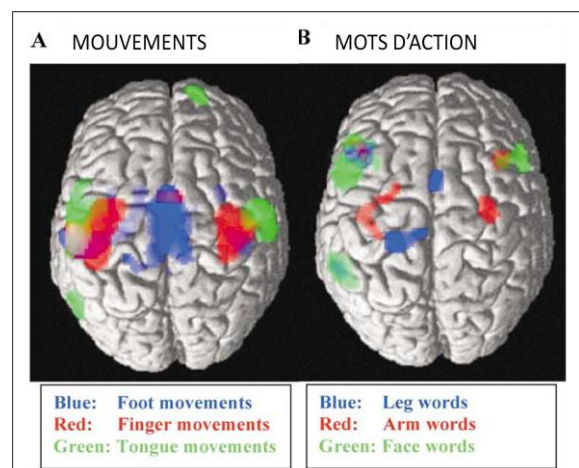 A MOUVEMENTS
B MOTS D'ACTION
Blue: Foot movements
Red: Finger movements
Green: Tongue movements
Blue: Leg words
Red: Arm words
Green: Face words